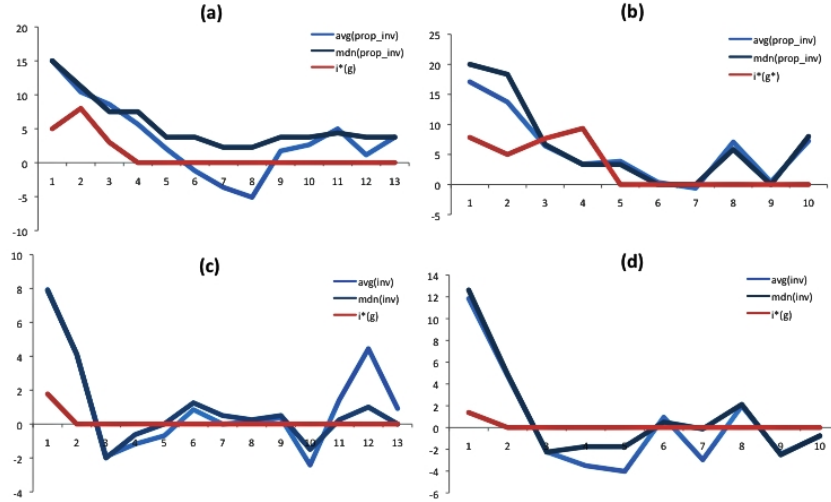 (a)
20
15
10
5
0
-5
-10
1 2 3 4 5 6 7 8 9 10 11 12 13
avg(prop_inv)
mdn(prop_inv)
i*(g)
(b)
25
20
15
10
5
0
-5
1 2 3 4 5 6 7 8 9 10
avg(prop_inv)
mdn(prop_inv)
i*(g*)
(c)
10
8
6
4
2
0
-2
-4
1 2 3 4 5 6 7 8 9 10 11 12 13
avg(inv)
mdn(inv)
i*(g)
(d)
14
12
10
8
6
4
2
0
-2
-4
-6
1 2 3 4 5 6 7 8 9 10
avg(inv)
mdn(inv)
i*(g)